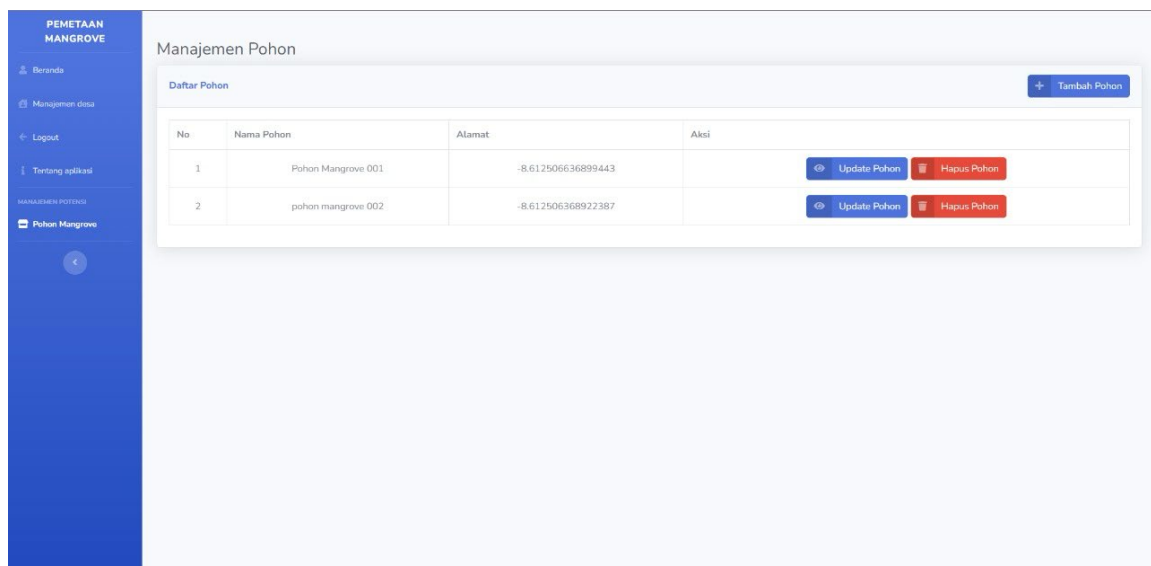 PEMETAAN
MANGROVE
Beranda
Manajemen desa
Logout
Tentang aplikasi
MANAJEMEN POTENSI
Pohon Mangrove
Manajemen Pohon
Daftar Pohon
Tambah Pohon
No Nama Pohon Alamat Aksi
1 Pohon Mangrove 001 -8.612506636899443 Update Pohon Hapus Pohon
2 pohon mangrove 002 -8.612506368922387 Update Pohon Hapus Pohon